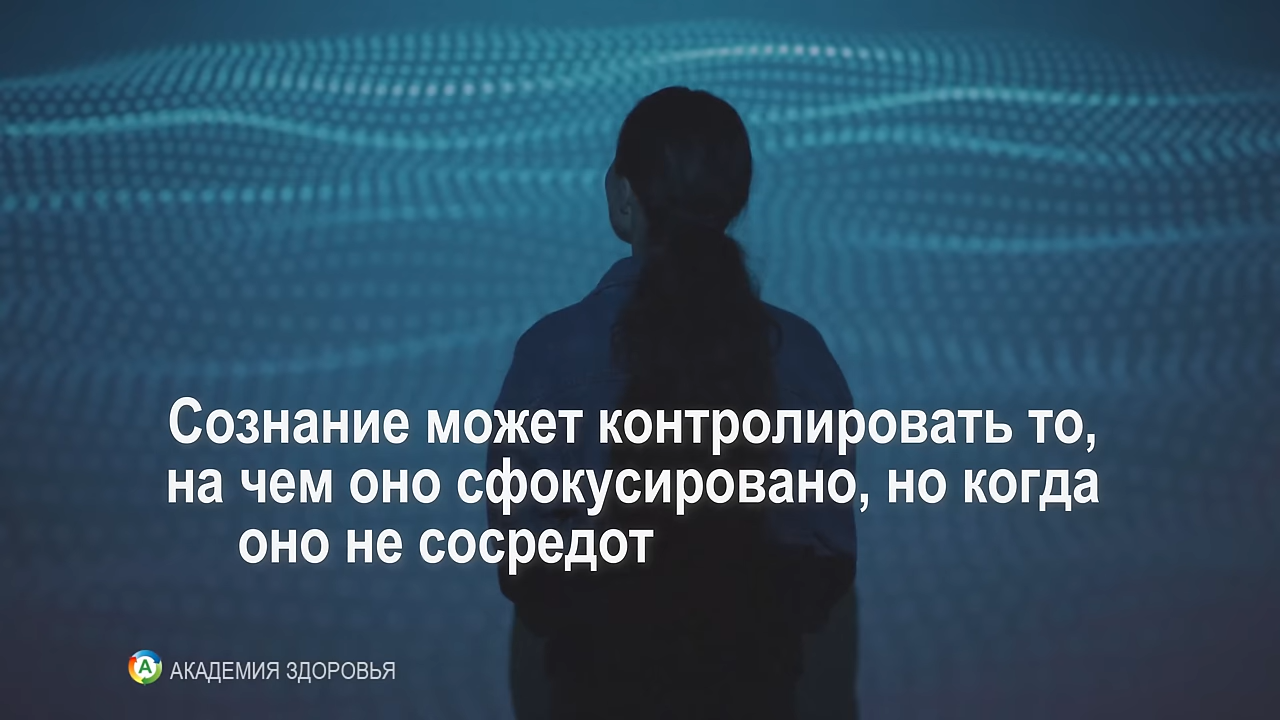 Сознание может контролировать то,
на чем оно сфокусировано, но когда
оно не сосредот
АКАДЕМИЯ ЗДОРОВЬЯ